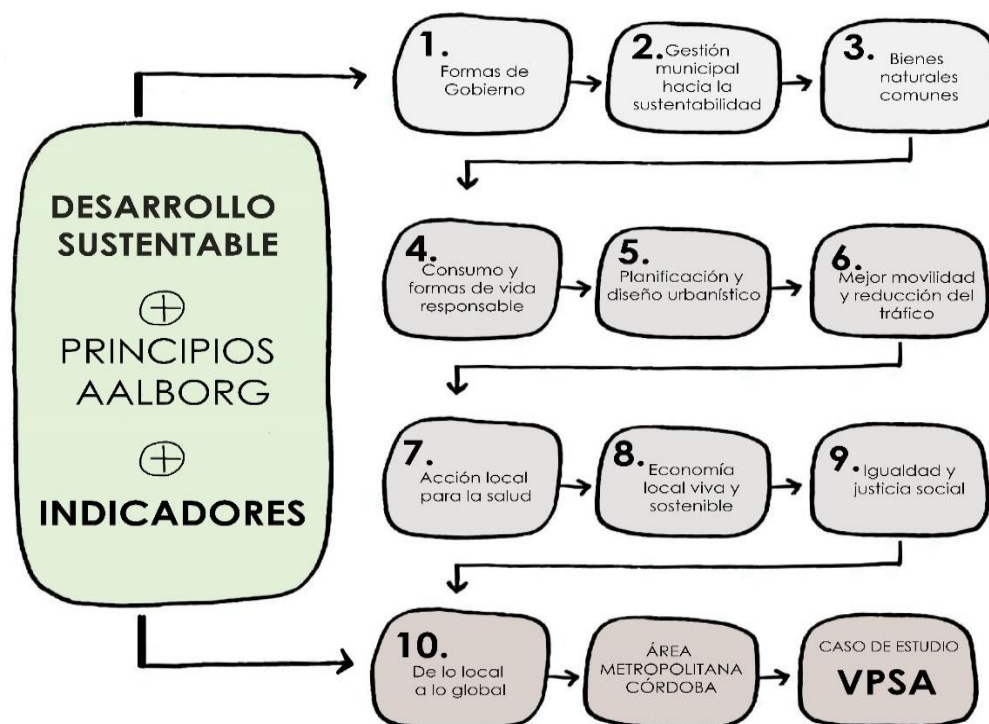 DESARROLLO
SUSTENTABLE
PRINCIPIOS
AALBORG
INDICADORES
1.
Formas de
Gobierno
2. Gestión
municipal
hacia la
sustentabilidad
3.
Bienes
naturales
comunes
4.
Consumo y
formas de vida
responsable
5.
Planificación y
diseño urbanístico
6.
Mejor movilidad
y reducción del
tráfico
7.
Acción local
para la salud
8.
Economía
local viva y
sostenible
9.
Igualdad y
justicia social
10.
De lo local
a lo global
ÁREA
METROPOLITANA
CÓRDOBA
CASO DE ESTUDIO
VPSA